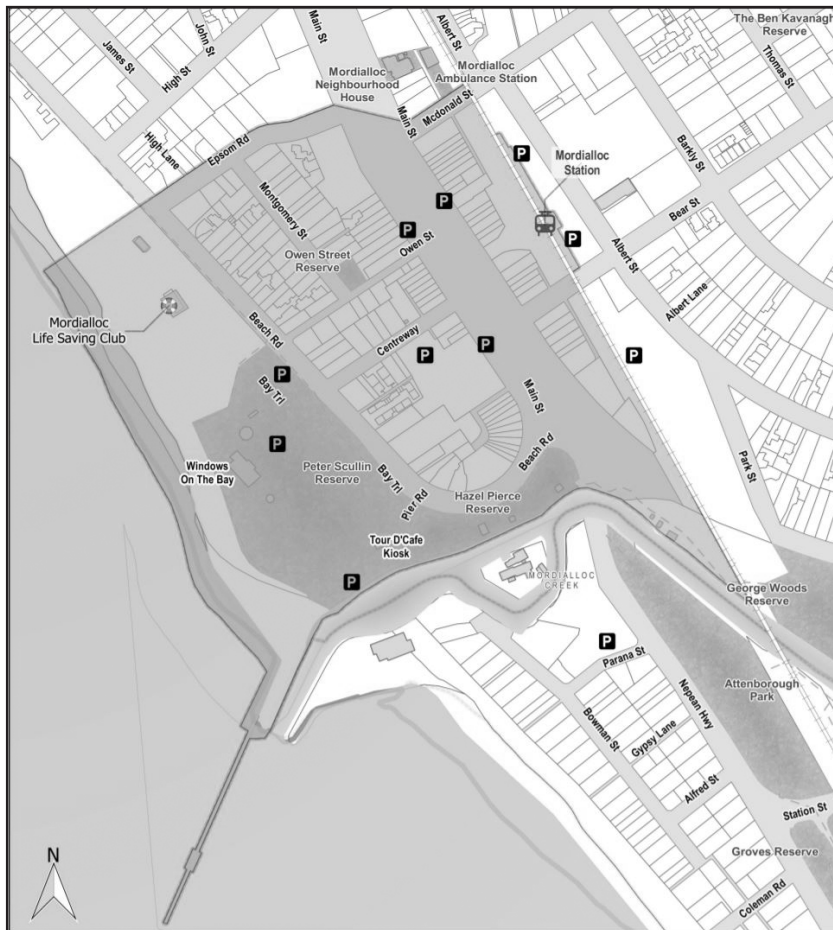 The Ben Kavanagh
Reserve
James St
John St
High St
Main St
Albert St
Thomas St
Mordialloc
Neighbourhood
House
Mordialloc
Ambulance Station
Main St
Mcdonald St
High Lane
Epsom Rd
P
Mordialloc
Station
Barkly St
Bear St
Montgomery St
P
P
Owen St
P
Albert St
Owen Street
Reserve
Albert Lane
Mordialloc
Life Saving Club
Beach Rd
Centreway
P
P
P
P
Bay Trl
Main St
P
Windows
On The Bay
Peter Scullin
Reserve
Bay Trl
Pier Rd
Beach Rd
Hazel Pierce
Reserve
Park St
Tour D'Cafe
Kiosk
P
MORDIALLOC
CREEK
George Woods
Reserve
P
Parana St
Attenborough
Park
Nepean Hwy
Bowman St
Gypsy Lane
Alfred St
Station St
Groves Reserve
Coleman Rd
N